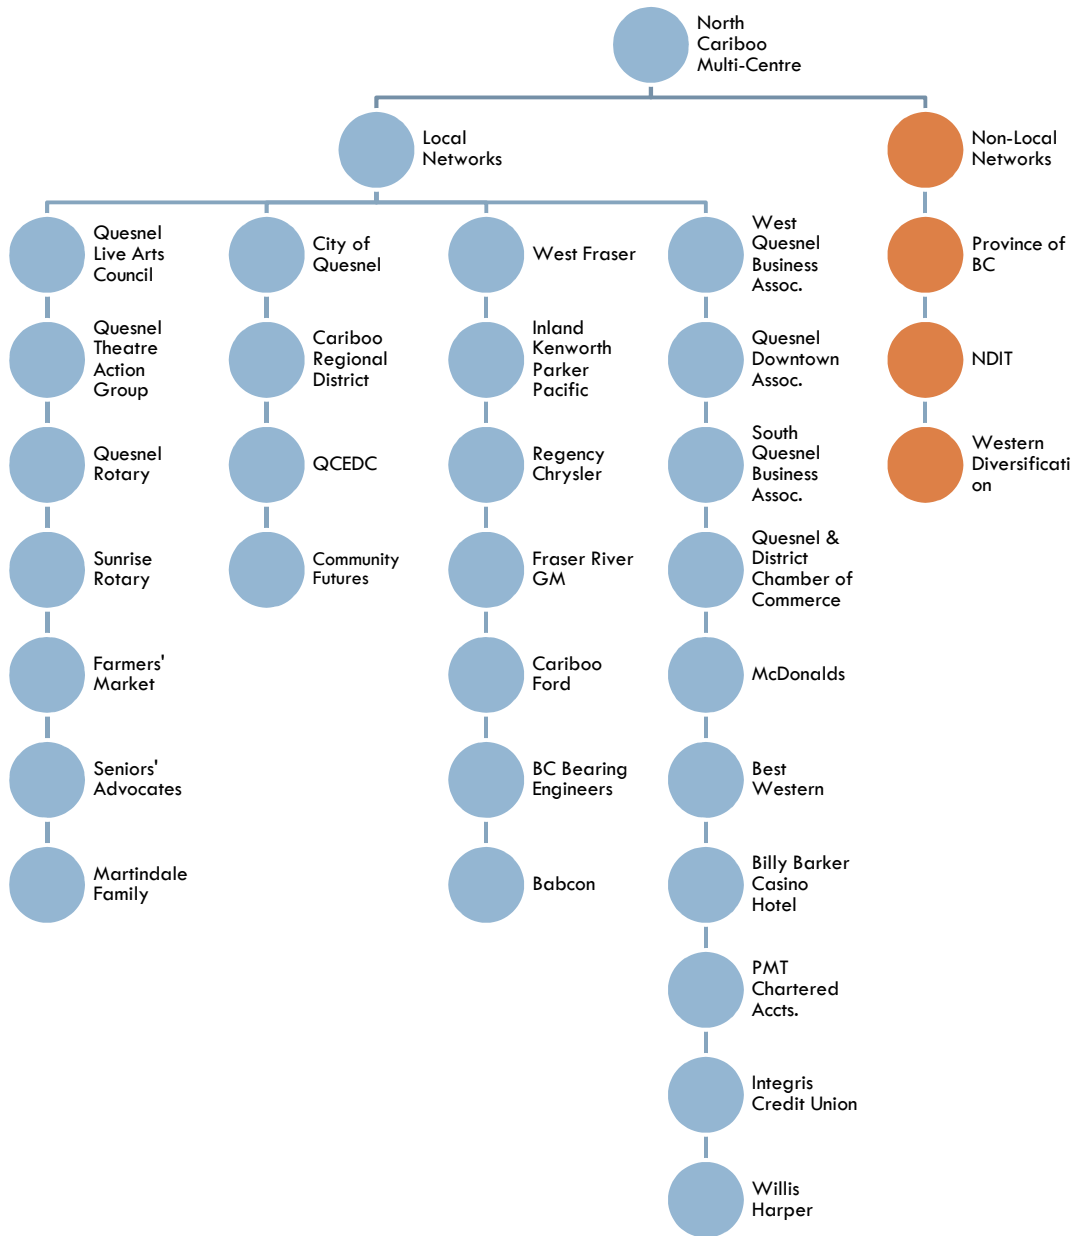 North
Cariboo
Multi-Centre
Local
Networks
Non-Local
Networks
Quesnel
Live Arts
Council
Quesnel
Theatre
Action
Group
Quesnel
Rotary
Sunrise
Rotary
Farmers'
Market
Seniors'
Advocates
Martindale
Family
City of
Quesnel
Cariboo
Regional
District
QCEDC
Community
Futures
West Fraser
Inland
Kenworth
Parker
Pacific
Regency
Chrysler
Fraser River
GM
Cariboo
Ford
BC Bearing
Engineers
Babcon
West
Quesnel
Business
Assoc.
Quesnel
Downtown
Assoc.
South
Quesnel
Business
Assoc.
Quesnel &
District
Chamber of
Commerce
McDonalds
Best
Western
Billy Barker
Casino
Hotel
PMT
Chartered
Accts.
Integris
Credit Union
Willis
Harper
Province of
BC
NDIT
Western
Diversificati
on